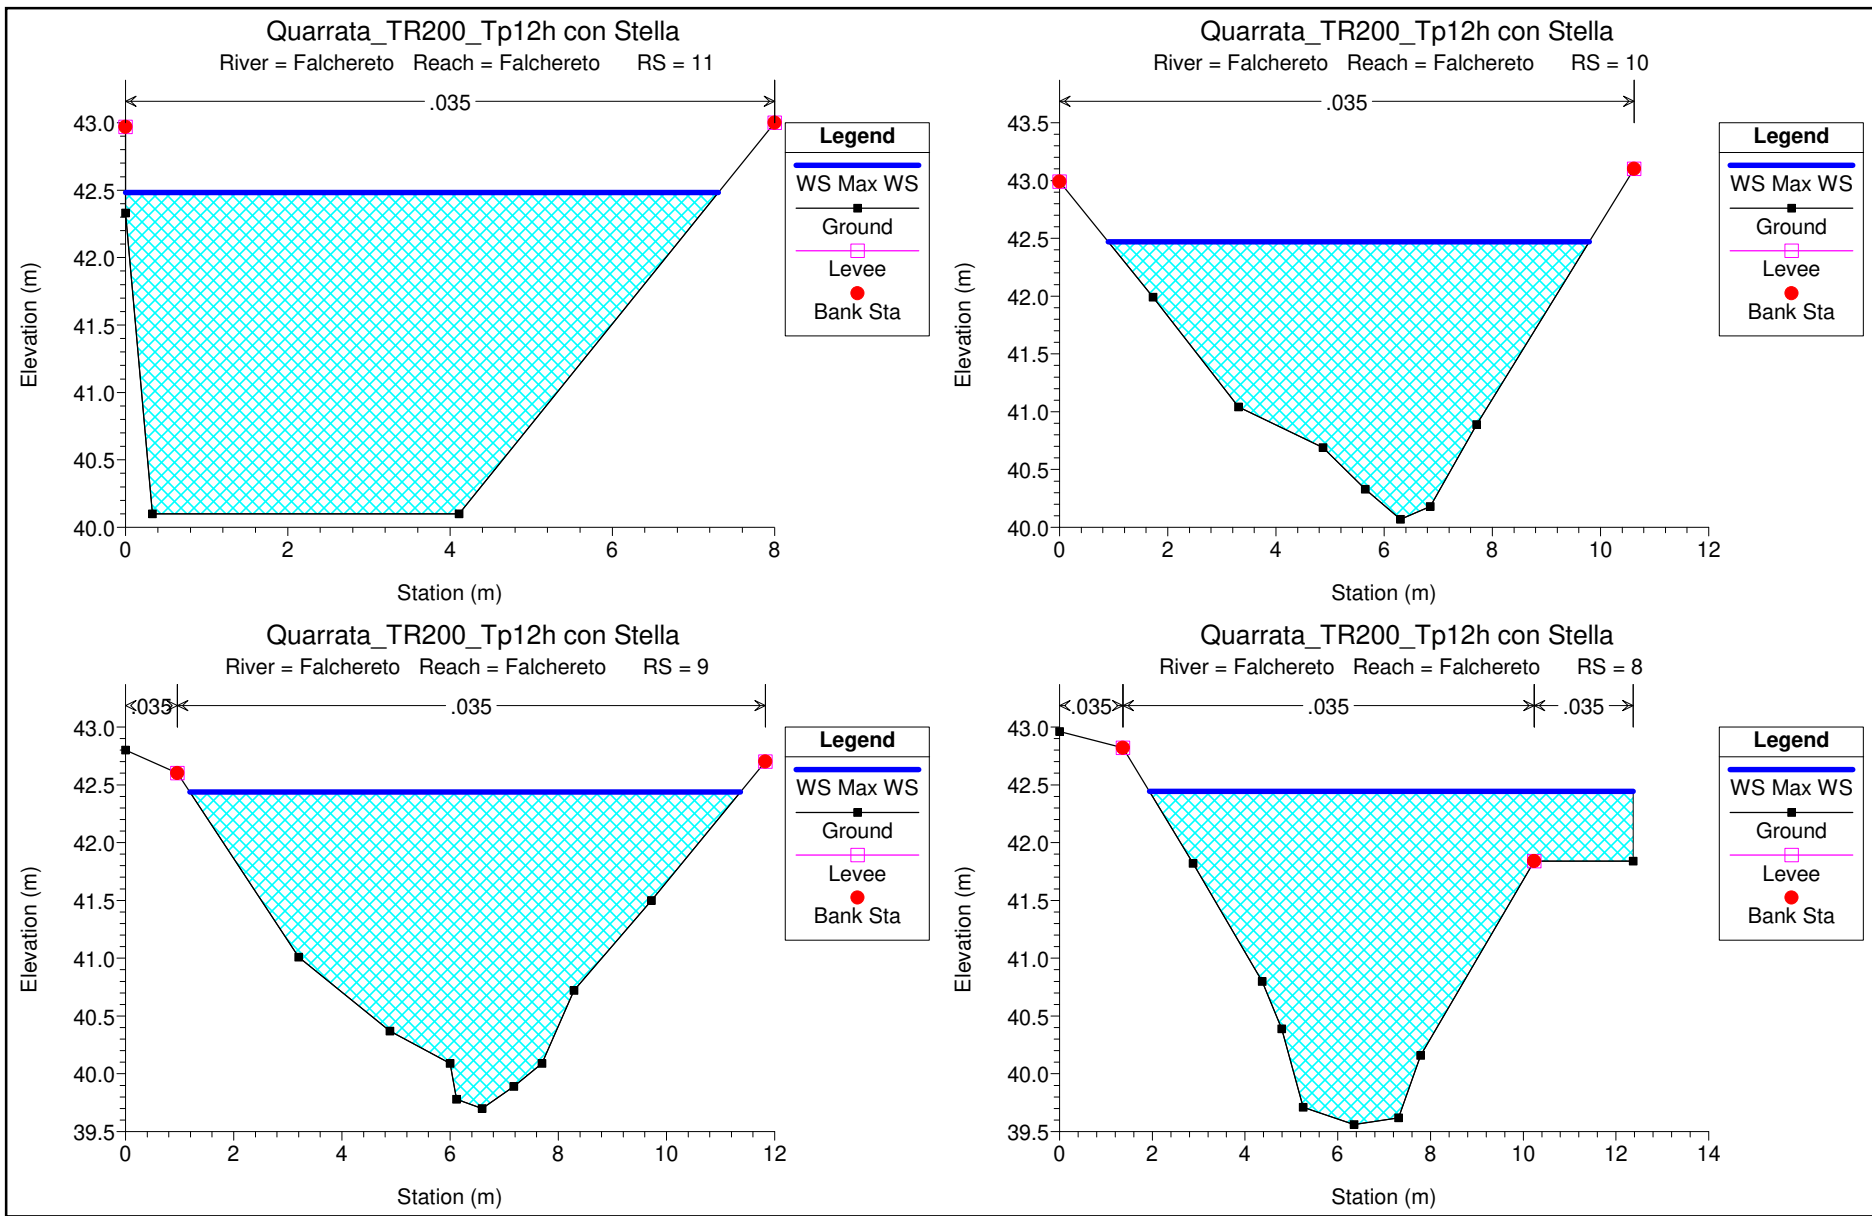 Quarrata_TR200_Tp12h con Stella
River = Falchereto Reach = Falchereto RS = 11
.035
43.0
42.5
42.0
41.5
41.0
40.5
40.0
Elevation (m)
0 2 4 6 8
Station (m)
Legend
WS Max WS
Ground
Levee
Bank Sta
Quarrata_TR200_Tp12h con Stella
River = Falchereto Reach = Falchereto RS = 10
.035
43.5
43.0
42.5
42.0
41.5
41.0
40.5
40.0
Elevation (m)
0 2 4 6 8 10 12
Station (m)
Legend
WS Max WS
Ground
Levee
Bank Sta
Quarrata_TR200_Tp12h con Stella
River = Falchereto Reach = Falchereto RS = 9
.035 .035
43.0
42.5
42.0
41.5
41.0
40.5
40.0
39.5
Elevation (m)
0 2 4 6 8 10 12
Station (m)
Legend
WS Max WS
Ground
Levee
Bank Sta
Quarrata_TR200_Tp12h con Stella
River = Falchereto Reach = Falchereto RS = 8
.035 .035 .035
43.0
42.5
42.0
41.5
41.0
40.5
40.0
39.5
Elevation (m)
0 2 4 6 8 10 12 14
Station (m)
Legend
WS Max WS
Ground
Levee
Bank Sta